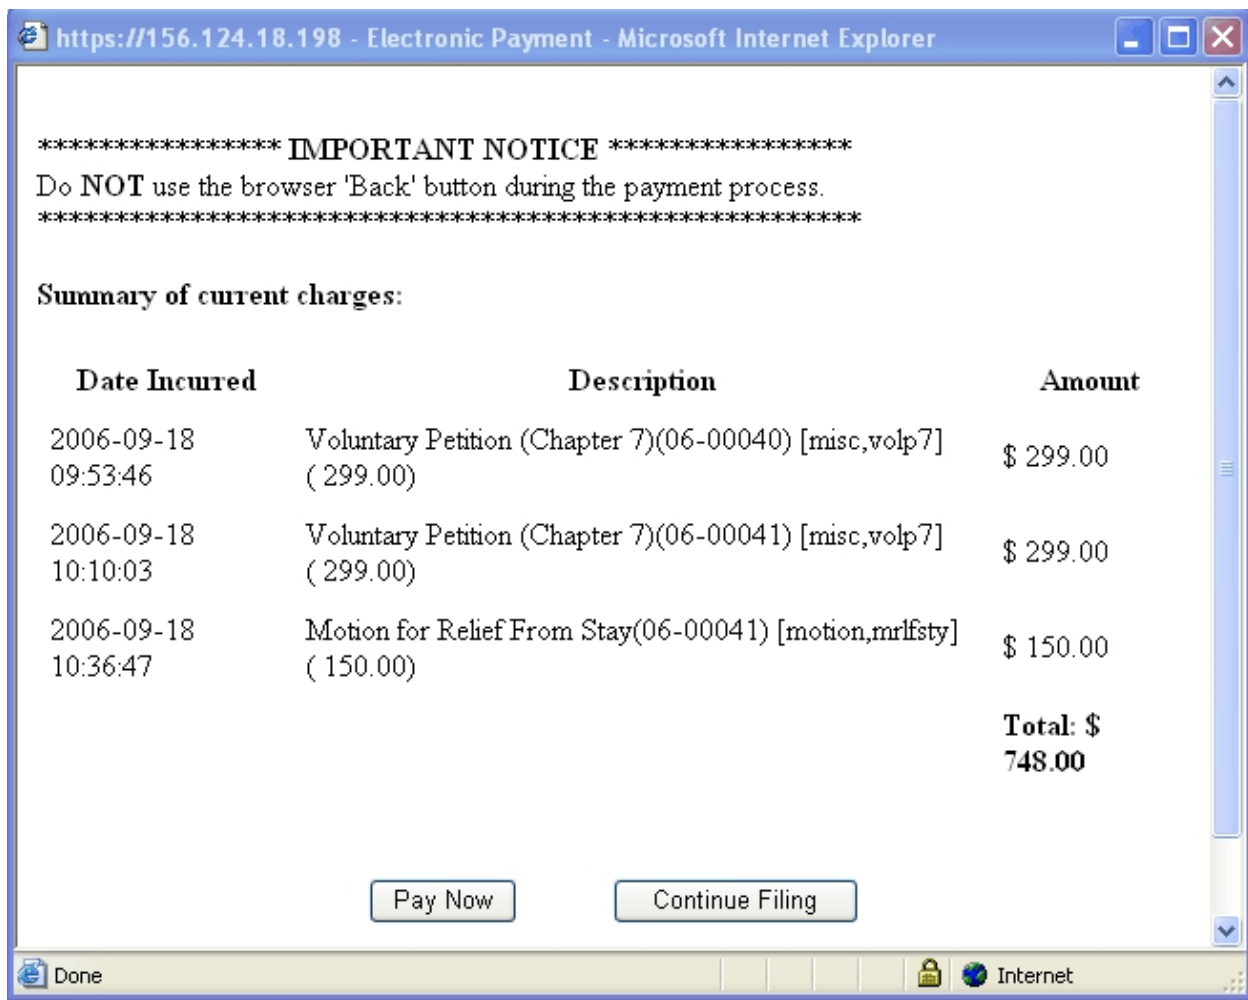 https://156.124.18.198 - Electronic Payment - Microsoft Internet Explorer
**************** IMPORTANT NOTICE ****************
Do NOT use the browser 'Back' button during the payment process.
******************************************************
Summary of current charges:
Date Incurred Description Amount
2006-09-18 Voluntary Petition (Chapter 7)(06-00040) [misc,volp7] $ 299.00
09:53:46 ( 299.00)
2006-09-18 Voluntary Petition (Chapter 7)(06-00041) [misc,volp7] $ 299.00
10:10:03 ( 299.00)
2006-09-18 Motion for Relief From Stay(06-00041) [motion,mrlfsty] $ 150.00
10:36:47 ( 150.00)
Total: $
748.00
Pay Now Continue Filing
Done Internet